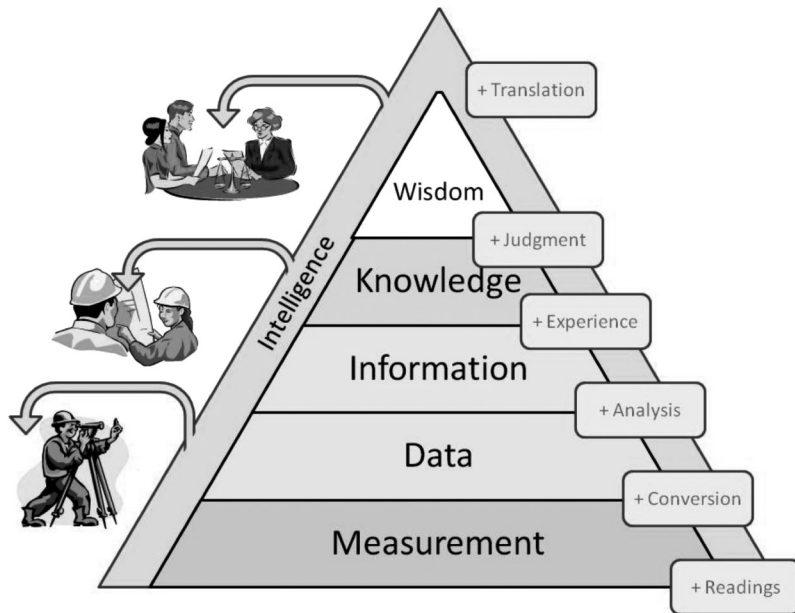 + Translation
Wisdom
+ Judgment
Intelligence
Knowledge
+ Experience
Information
+ Analysis
Data
+ Conversion
Measurement
+ Readings